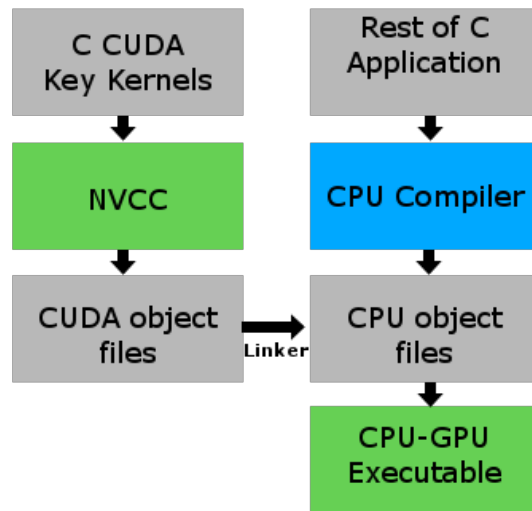 C CUDA
Key Kernels
Rest of C
Application
NVCC
CPU Compiler
CUDA object
files
Linker
CPU object
files
CPU-GPU
Executable